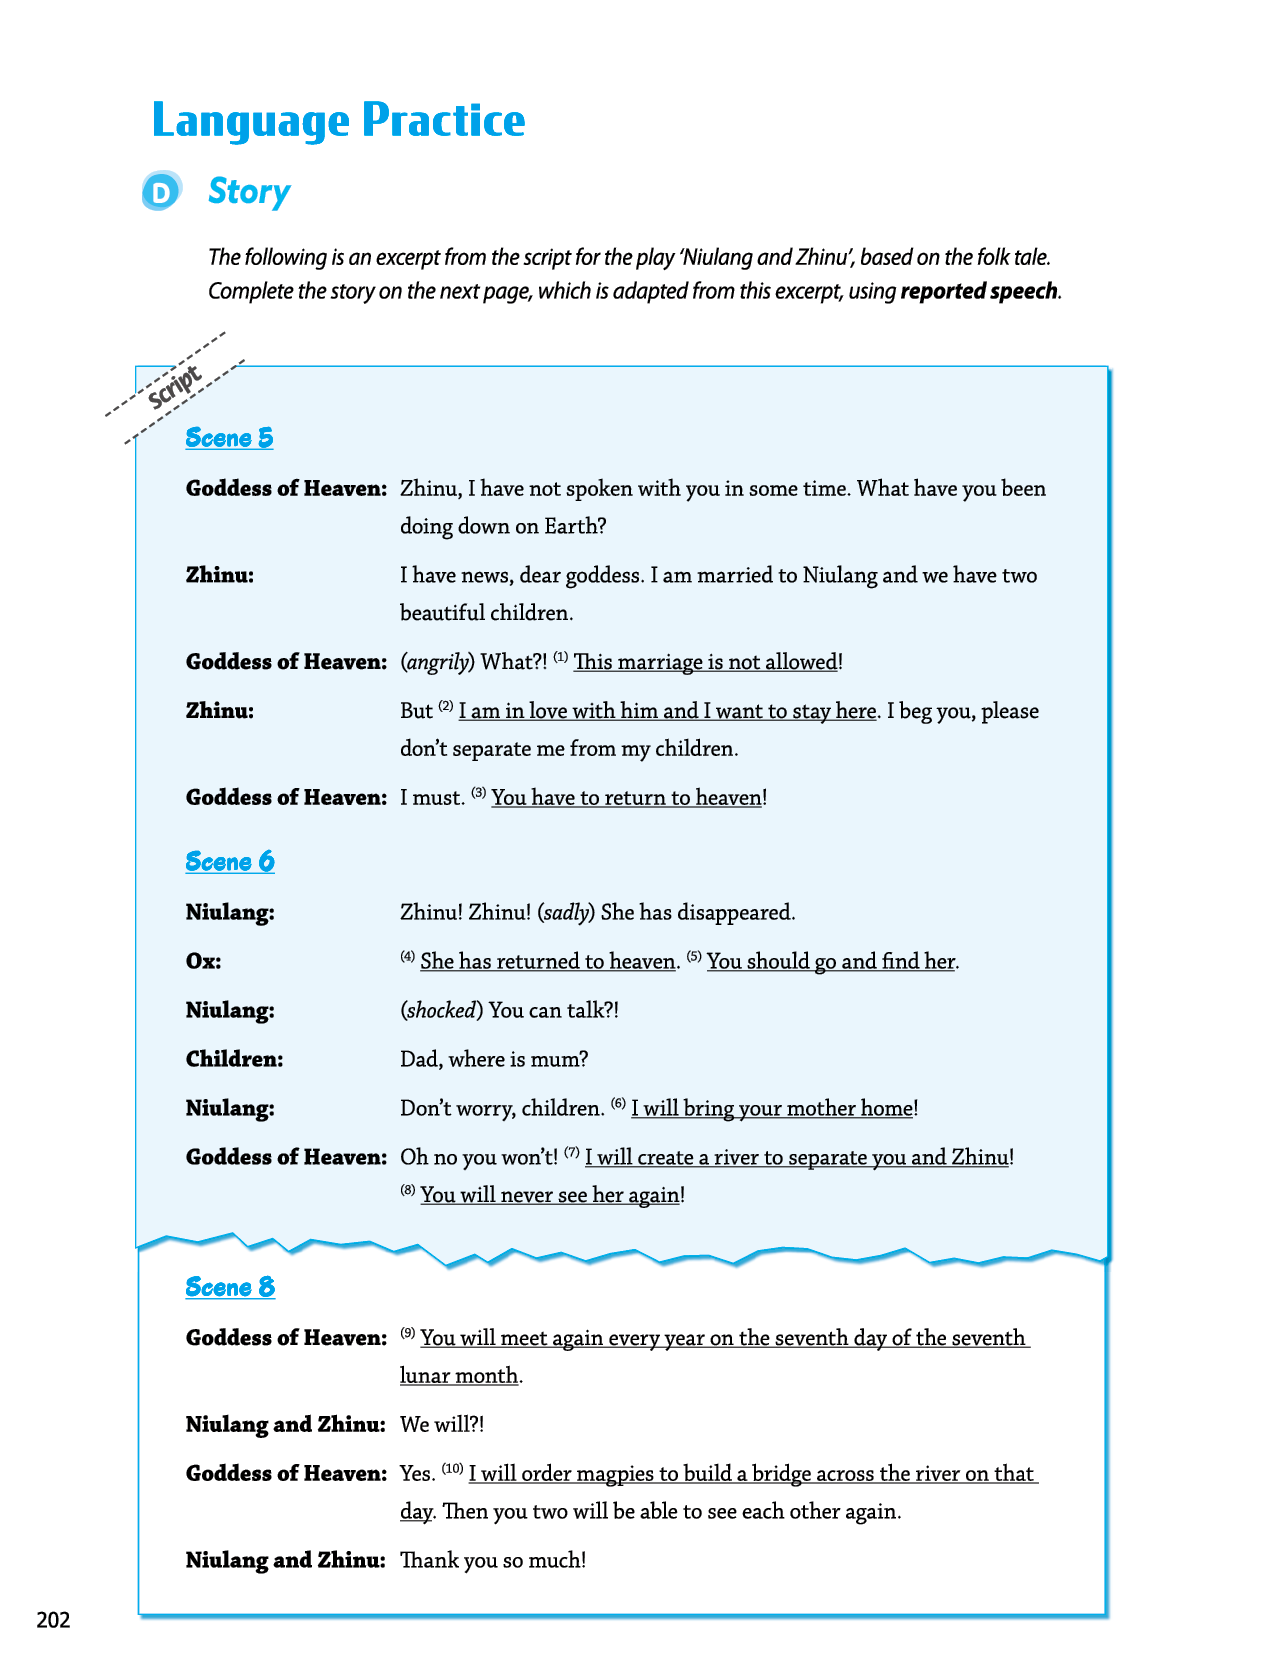 Language Practice
D Story
The following is an excerpt from the script for the play ‘Niulang and Zhinu’, based on the folk tale.
Complete the story on the next page, which is adapted from this excerpt, using reported speech.
Script
Scene 5
Goddess of Heaven: Zhinu, I have not spoken with you in some time. What have you been
doing down on Earth?
Zhinu: I have news, dear goddess. I am married to Niulang and we have two
beautiful children.
Goddess of Heaven: (angrily) What?! (1) This marriage is not allowed!
Zhinu: But (2) I am in love with him and I want to stay here. I beg you, please
don’t separate me from my children.
Goddess of Heaven: I must. (3) You have to return to heaven!
Scene 6
Niulang: Zhinu! Zhinu! (sadly) She has disappeared.
Ox: (4) She has returned to heaven. (5) You should go and find her.
Niulang: (shocked) You can talk?!
Children: Dad, where is mum?
Niulang: Don’t worry, children. (6) I will bring your mother home!
Goddess of Heaven: Oh no you won’t! (7) I will create a river to separate you and Zhinu!
(8) You will never see her again!
Scene 8
Goddess of Heaven: (9) You will meet again every year on the seventh day of the seventh
lunar month.
Niulang and Zhinu: We will?!
Goddess of Heaven: Yes. (10) I will order magpies to build a bridge across the river on that
day. Then you two will be able to see each other again.
Niulang and Zhinu: Thank you so much!
202